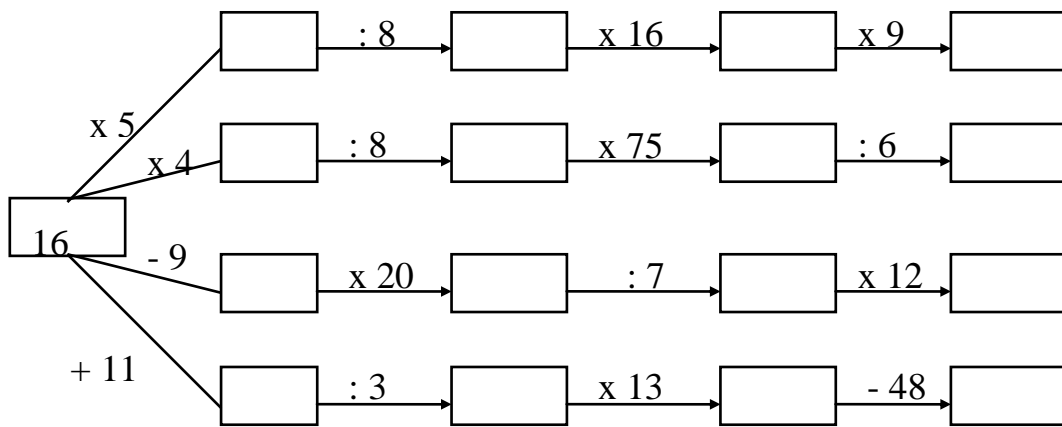 : 8 x 16 x 9
x 5
x 4 : 8 x 75 : 6
16
- 9 x 20 : 7 x 12
+ 11
: 3 x 13 - 48